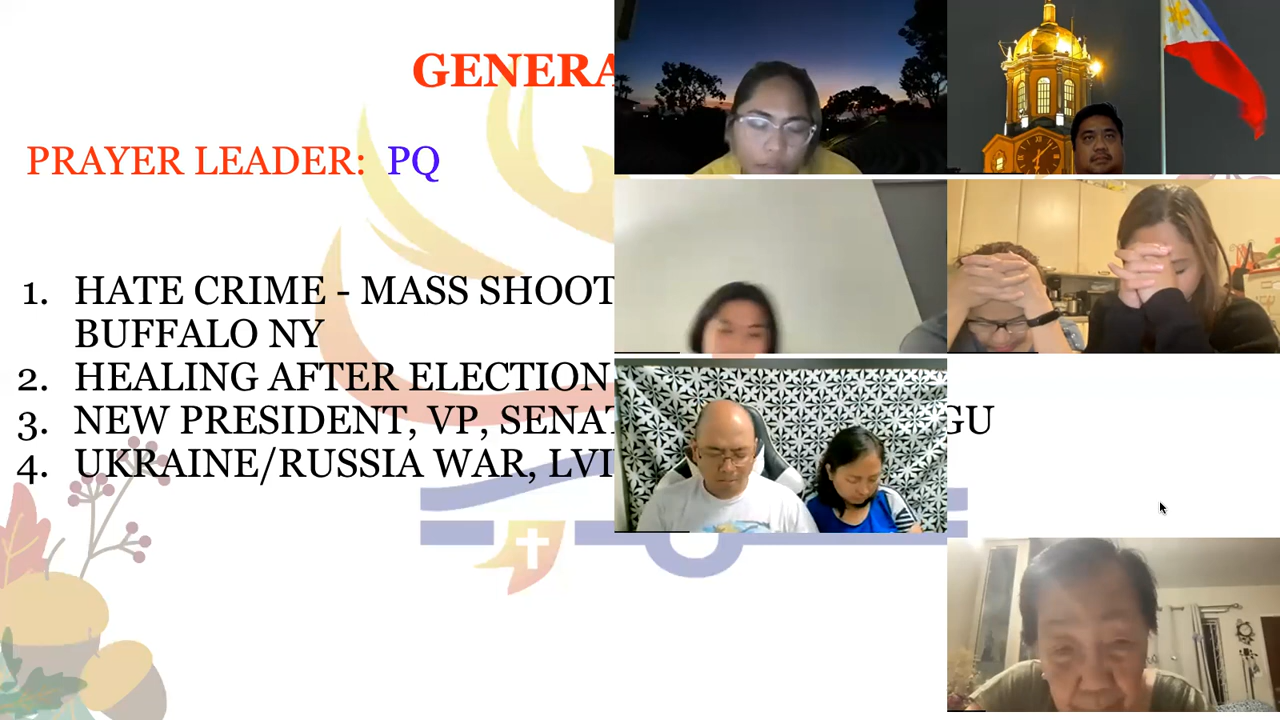 GENERA
PRAYER LEADER: PQ
1. HATE CRIME - MASS SHOOT
BUFFALO NY
2. HEALING AFTER ELECTION
3. NEW PRESIDENT, VP, SENAT GU
4. UKRAINE/RUSSIA WAR, LVI